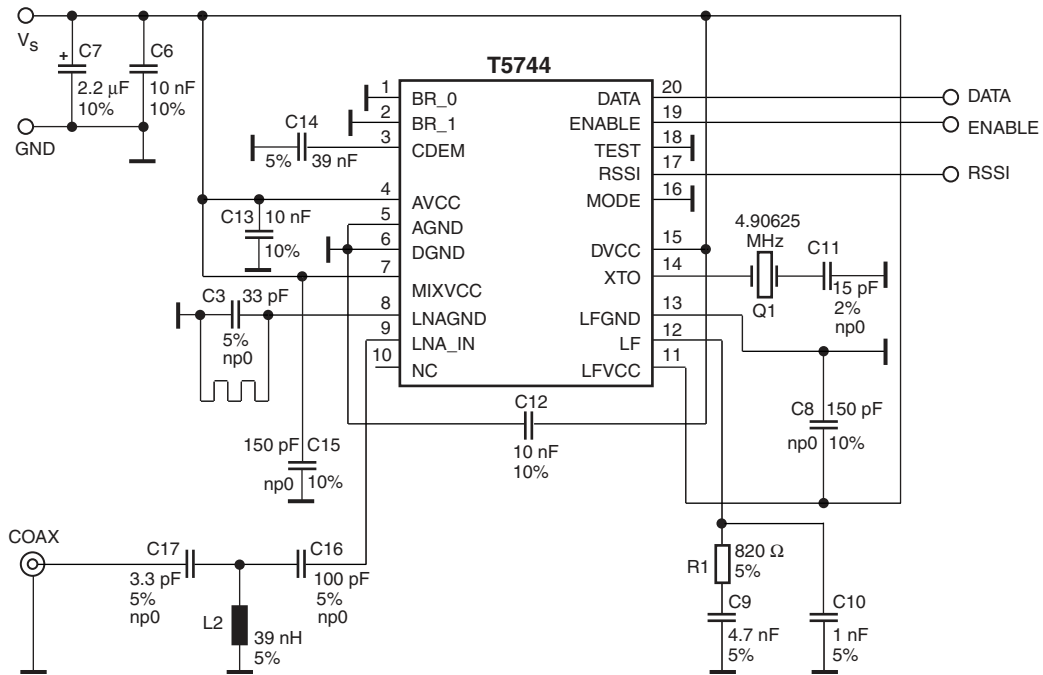 V_S
GND
+
C7
2.2 μF
10%
C6
10 nF
10%
T5744
1
BR_0
2
BR_1
3
CDEM
4
AVCC
5
AGND
6
DGND
7
MIXVCC
8
LNAGND
9
LNA_IN
10
NC
20
DATA
19
ENABLE
18
TEST
17
RSSI
16
MODE
15
DVCC
14
XTO
13
LFGND
12
LF
11
LFVCC
DATA
ENABLE
RSSI
C14
5% 39 nF
C13 10 nF
10%
C3 33 pF
5%
np0
4.90625
MHz
Q1
C11
15 pF
2%
np0
C12
10 nF
10%
C8 150 pF
np0 10%
150 pF C15
np0 10%
COAX
C17
3.3 pF
5%
np0
C16
100 pF
5%
np0
L2
39 nH
5%
R1
820 Ω
5%
C9
4.7 nF
5%
C10
1 nF
5%